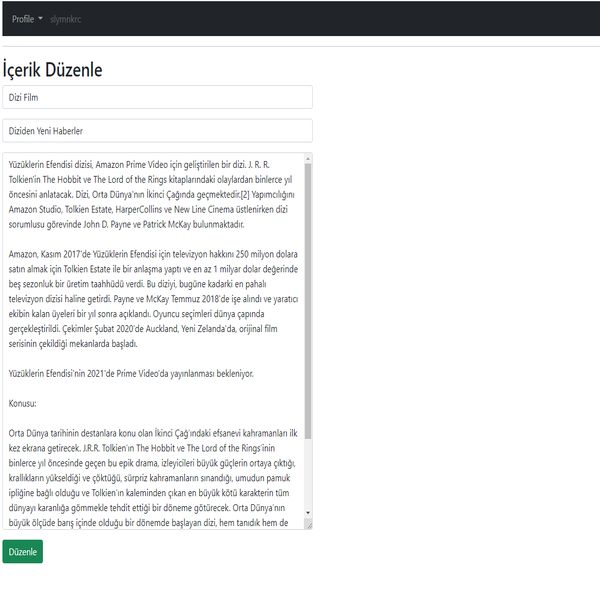 Profile slymnkrc
İçerik Düzenle
Dizi Film
Diziden Yeni Haberler
Yüzüklerin Efendisi dizisi, Amazon Prime Video için geliştirilen bir dizi. J. R. R.
Tolkien'in The Hobbit ve The Lord of the Rings kitaplarındaki olaylardan binlerce yıl
öncesini anlatacak. Dizi, Orta Dünya'nın İkinci Çağında geçmektedir.[2] Yapımcılığını
Amazon Studio, Tolkien Estate, HarperCollins ve New Line Cinema üstlenirken dizi
sorumlusu görevinde John D. Payne ve Patrick McKay bulunmaktadır.
Amazon, Kasım 2017'de Yüzüklerin Efendisi için televizyon hakkını 250 milyon dolara
satın almak için Tolkien Estate ile bir anlaşma yaptı ve en az 1 milyar dolar değerinde
beş sezonluk bir üretim taahhüdü verdi. Bu diziyi, bugüne kadarki en pahalı
televizyon dizisi haline getirdi. Payne ve McKay Temmuz 2018'de işe alındı ve yaratıcı
ekibin kalan üyeleri bir yıl sonra açıklandı. Oyuncu seçimleri dünya çapında
gerçekleştirildi. Çekimler Şubat 2020'de Auckland, Yeni Zelanda'da, orijinal film
serisinin çekildiği mekanlarda başladı.
Yüzüklerin Efendisi'nin 2021'de Prime Video'da yayınlanması bekleniyor.
Konusu:
Orta Dünya tarihinin destanlara konu olan İkinci Çağ'ındaki efsanevi kahramanları ilk
kez ekrana getirecek. J.R.R. Tolkien'ın The Hobbit ve The Lord of the Rings'inin
binlerce yıl öncesinde geçen bu epik drama, izleyicileri büyük güçlerin ortaya çıktığı,
krallıkların yükseldiği ve çöktüğü, sürpriz kahramanların sınandığı, umudun pamuk
ipliğine bağlı olduğu ve Tolkien'ın kaleminden çıkan en büyük kötü karakterin tüm
dünyayı karanlığa gömmekle tehdit ettiği bir döneme götürecek. Orta Dünya'nın
büyük ölçüde barış içinde olduğu bir dönemde başlayan dizi, hem tanıdık hem de
Düzenle